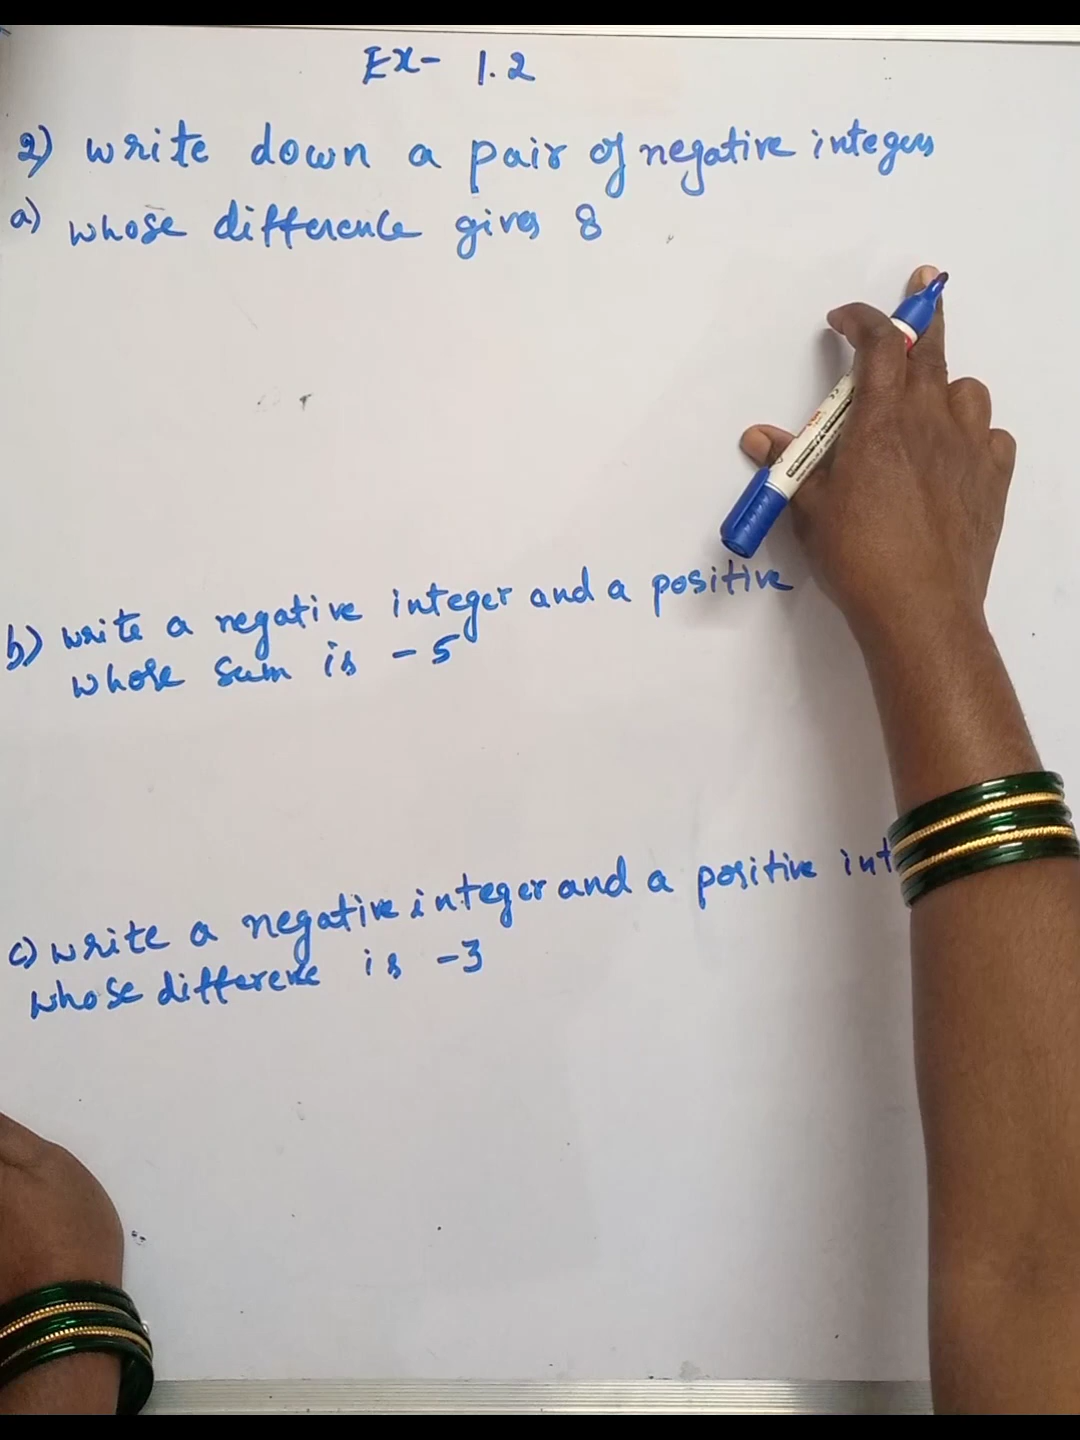 Ex- 1.2
2) write down a pair of negative integers
a) whose difference gives 8
b) write a negative integer and a positive
whose sum is -5
c) write a negative integer and a positive int
whose difference is -3